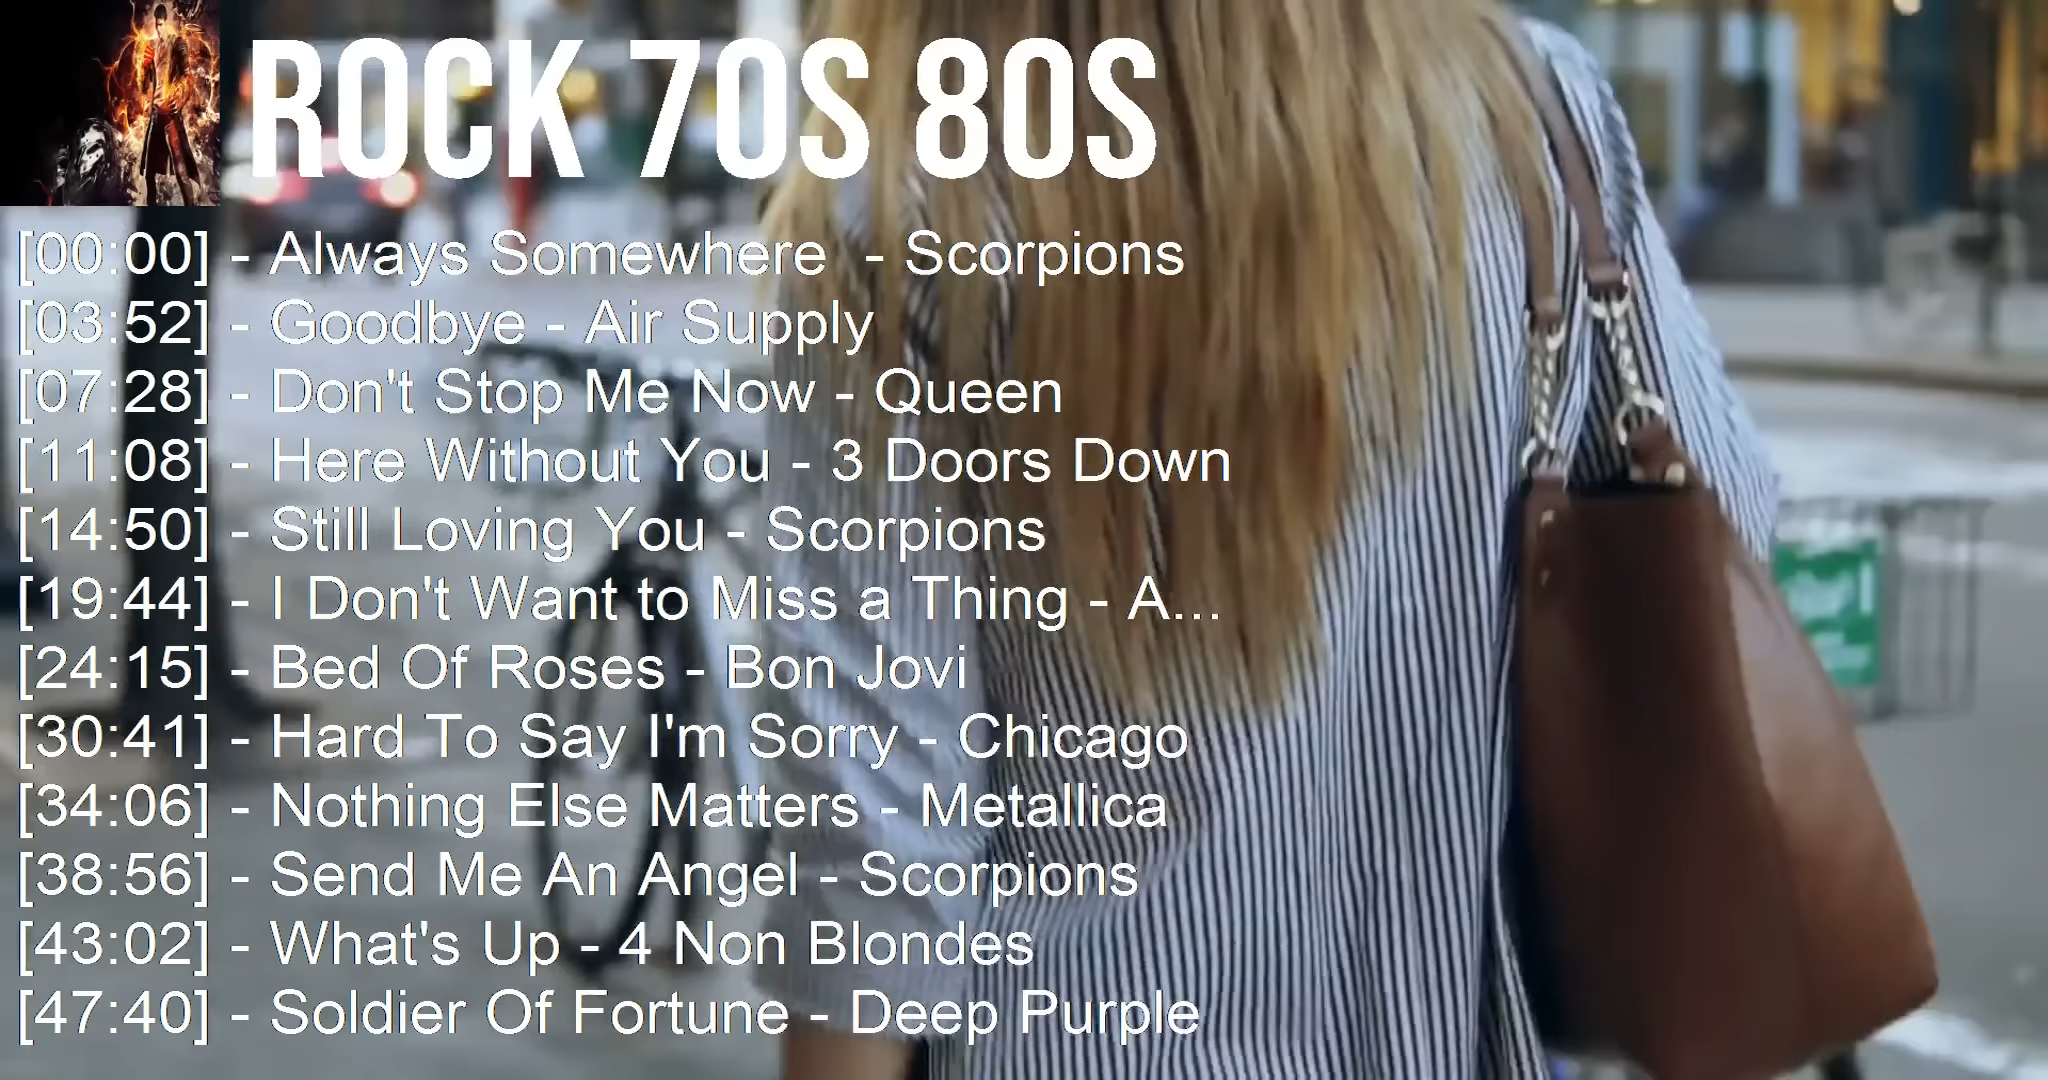 ROCK 70S 80S
[00:00] - Always Somewhere  - Scorpions
[03:52] - Goodbye - Air Supply
[07:28] - Don't Stop Me Now - Queen
[11:08] - Here Without You - 3 Doors Down
[14:50] - Still Loving You - Scorpions
[19:44] - I Don't Want to Miss a Thing - A...
[24:15] - Bed Of Roses - Bon Jovi
[30:41] - Hard To Say I'm Sorry - Chicago
[34:06] - Nothing Else Matters - Metallica
[38:56] - Send Me An Angel - Scorpions
[43:02] - What's Up - 4 Non Blondes
[47:40] - Soldier Of Fortune - Deep Purple